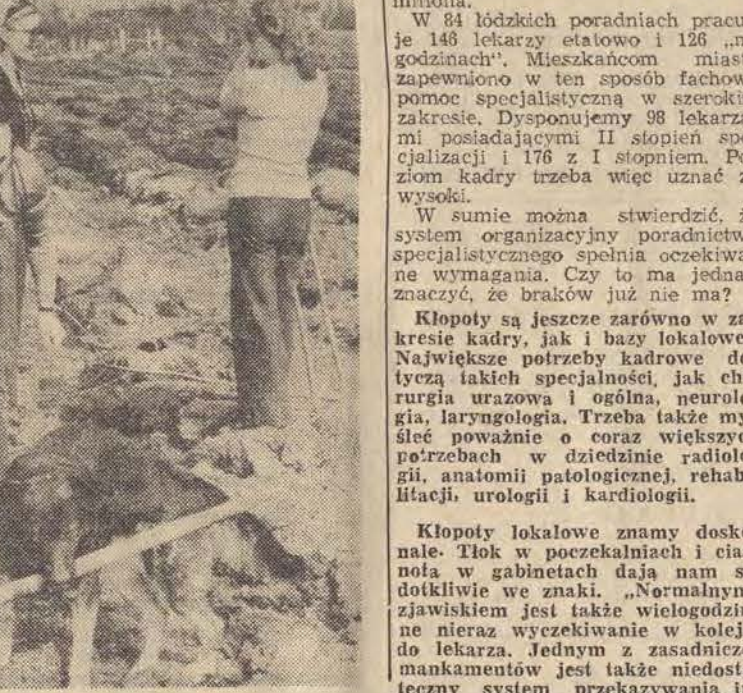 miliona.
W 84 łódzkich poradniach pracu
je 146 lekarzy etatowo i 126 „n
godzinach". Mieszkańcom miast
zapewniono w ten sposób fachow
pomoc specjalistyczną w szeroki
zakresie. Dysponujemy 98 lekarza
mi posiadającymi II stopień spe
cjalizacji i 176 z I stopniem. Po
ziom kadry trzeba więc uznać z
wysoki.
W sumie można stwierdzić, ż
system organizacyjny poradnictw
specjalistycznego spełnia oczekiwa
ne wymagania. Czy to ma jedna
znaczyć, że braków już nie ma?
Kłopoty są jeszcze zarówno w za
kresie kadry, jak i bazy lokalowe
Największe potrzeby kadrowe do
tyczą takich specjalności, jak chi
rurgia urazowa i ogólna, neurolo
gia, laryngologia. Trzeba także my
śleć poważnie o coraz większyc
potrzebach w dziedzinie radiolo
gii, anatomii patologicznej, rehab
litacji, urologii i kardiologii.
Kłopoty lokalowe znamy dosko
nale. Tłok w poczekalniach i cia
nota w gabinetach dają nam s
dotkliwie we znaki. „Normalnym
zjawiskiem jest także wielogodzin
ne nieraz wyczekiwanie w kolej
do lekarza. Jednym z zasadnicz
mankamentów jest także niedost
teczny system przekazywania i